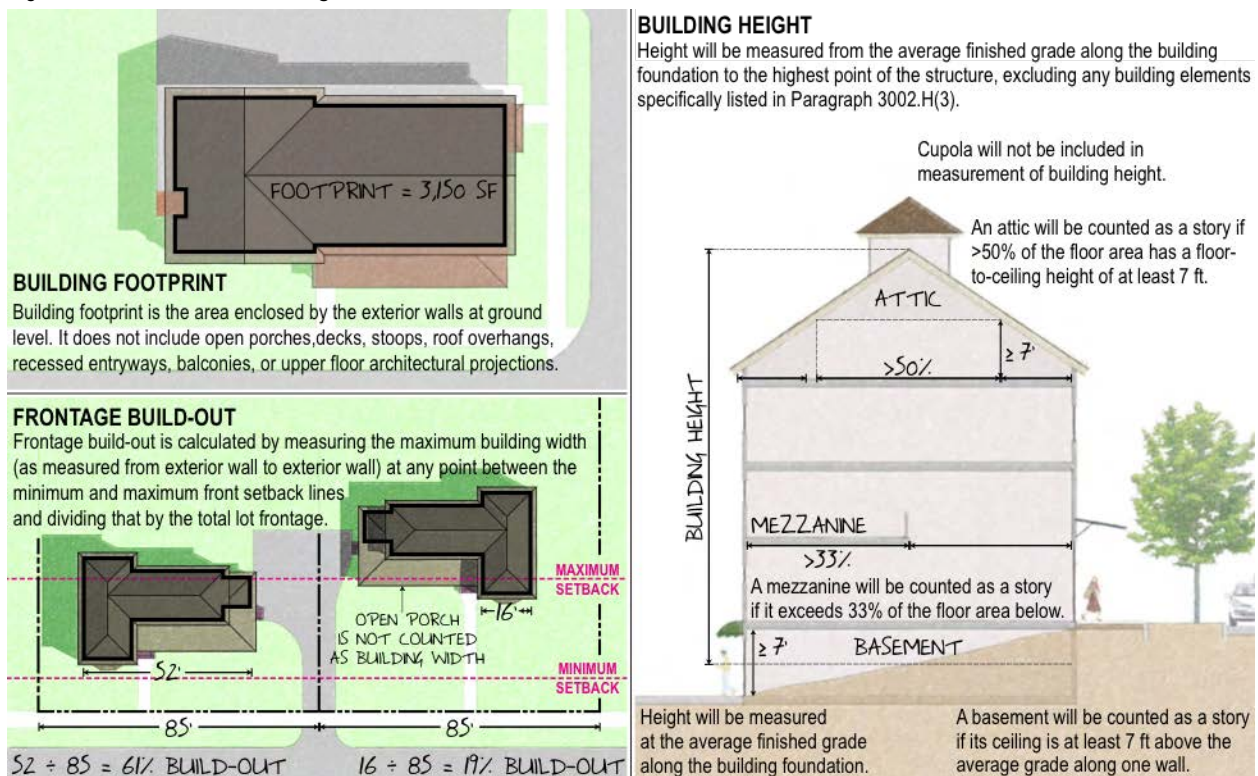 BUILDING FOOTPRINT
Building footprint is the area enclosed by the exterior walls at ground
level. It does not include open porches,decks, stoops, roof overhangs,
recessed entryways, balconies, or upper floor architectural projections.
FOOTPRINT = 3,150 SF
FRONTAGE BUILD-OUT
Frontage build-out is calculated by measuring the maximum building width
(as measured from exterior wall to exterior wall) at any point between the
minimum and maximum front setback lines
and dividing that by the total lot frontage.
MAXIMUM
SETBACK
16'
OPEN PORCH
IS NOT COUNTED
AS BUILDING WIDTH
52'
MINIMUM
SETBACK
85'
85'
52 ÷ 85 = 61% BUILD-OUT
16 ÷ 85 = 19% BUILD-OUT
BUILDING HEIGHT
Height will be measured from the average finished grade along the building
foundation to the highest point of the structure, excluding any building elements
specifically listed in Paragraph 3002.H(3).
Cupola will not be included in
measurement of building height.
An attic will be counted as a story if
>50% of the floor area has a floor-
to-ceiling height of at least 7 ft.
ATTIC
≥ 7'
>50%
BUILDING HEIGHT
MEZZANINE
>33%
A mezzanine will be counted as a story
if it exceeds 33% of the floor area below.
≥ 7'
BASEMENT
Height will be measured
at the average finished grade
along the building foundation.
A basement will be counted as a story
if its ceiling is at least 7 ft above the
average grade along one wall.